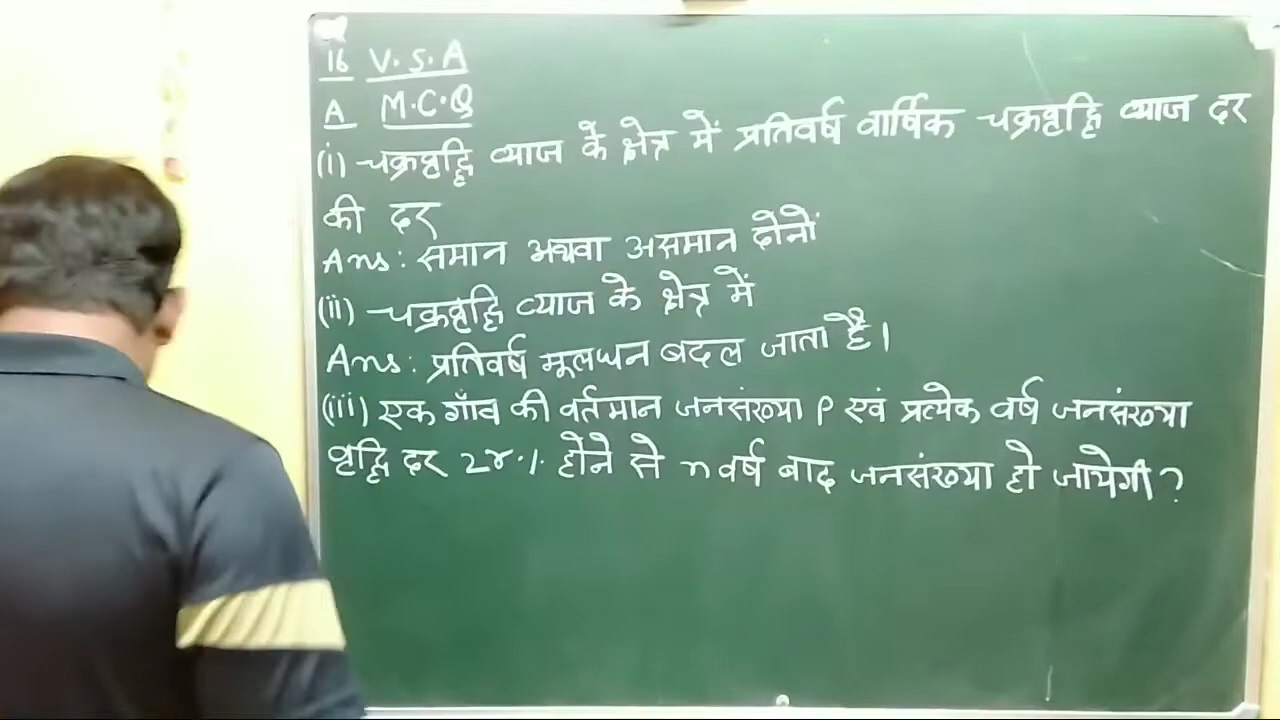 16 V.S.A
A M.C.Q
(i) चक्रवृद्धि ब्याज के क्षेत्र में प्रतिवर्ष वार्षिक चक्रवृद्धि ब्याज दर
की दर
Ans: समान अथवा असमान दोनों
(ii) चक्रवृद्धि ब्याज के क्षेत्र में
Ans: प्रतिवर्ष मूलधन बदल जाता है।
(iii) एक गाँव की वर्तमान जनसंख्या P एवं प्रत्येक वर्ष जनसंख्या
वृद्धि दर 2r% होने से n वर्ष बाद जनसंख्या हो जायेगी?